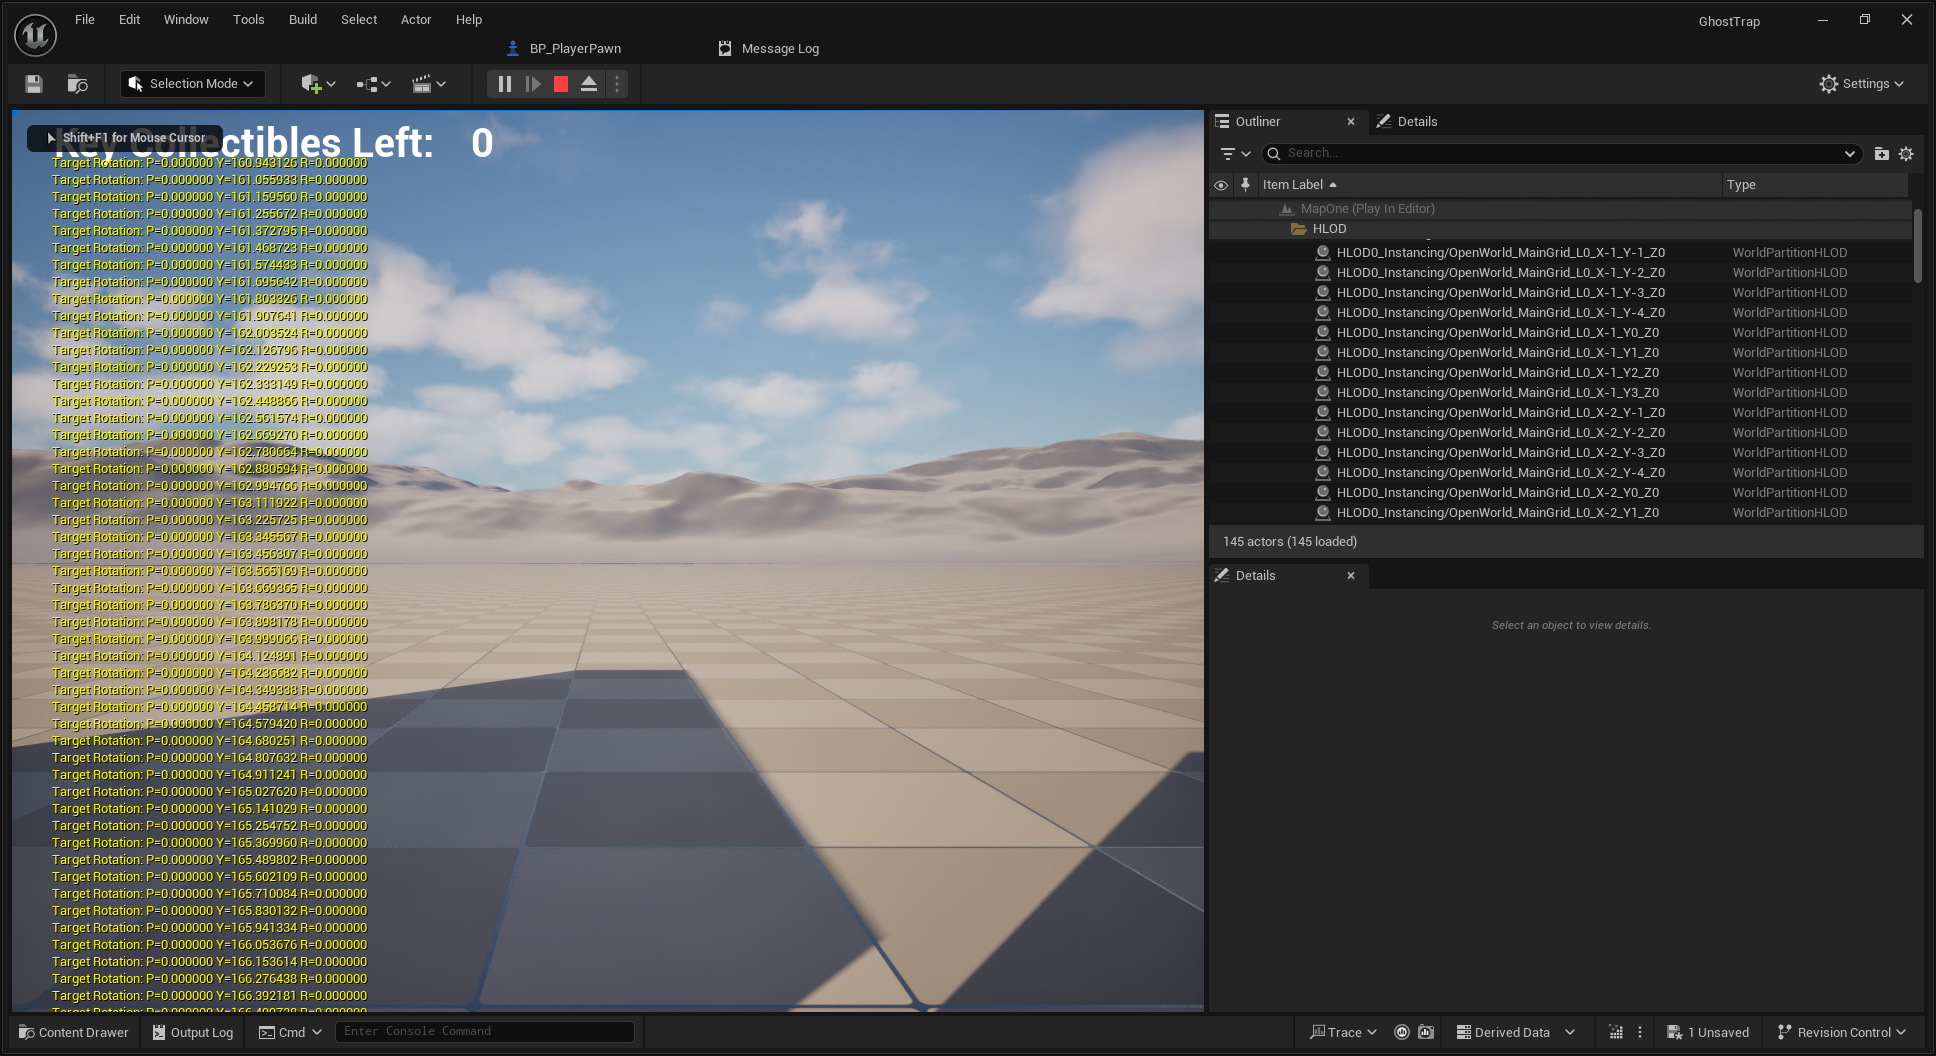 File Edit Window Tools Build Select Actor Help
GhostTrap
BP_PlayerPawn
Message Log
Selection Mode
Settings
Shift+F1 for Mouse Cursor
Collectibles Left: 0
Target Rotation: P=0.000000 Y=160.943126 R=0.000000
Target Rotation: P=0.000000 Y=161.055933 R=0.000000
Target Rotation: P=0.000000 Y=161.159560 R=0.000000
Target Rotation: P=0.000000 Y=161.255672 R=0.000000
Target Rotation: P=0.000000 Y=161.372795 R=0.000000
Target Rotation: P=0.000000 Y=161.468723 R=0.000000
Target Rotation: P=0.000000 Y=161.574433 R=0.000000
Target Rotation: P=0.000000 Y=161.695642 R=0.000000
Target Rotation: P=0.000000 Y=161.803326 R=0.000000
Target Rotation: P=0.000000 Y=161.907641 R=0.000000
Target Rotation: P=0.000000 Y=162.003524 R=0.000000
Target Rotation: P=0.000000 Y=162.126796 R=0.000000
Target Rotation: P=0.000000 Y=162.229253 R=0.000000
Target Rotation: P=0.000000 Y=162.333149 R=0.000000
Target Rotation: P=0.000000 Y=162.448866 R=0.000000
Target Rotation: P=0.000000 Y=162.561574 R=0.000000
Target Rotation: P=0.000000 Y=162.669270 R=0.000000
Target Rotation: P=0.000000 Y=162.780664 R=0.000000
Target Rotation: P=0.000000 Y=162.880594 R=0.000000
Target Rotation: P=0.000000 Y=162.994766 R=0.000000
Target Rotation: P=0.000000 Y=163.111922 R=0.000000
Target Rotation: P=0.000000 Y=163.225725 R=0.000000
Target Rotation: P=0.000000 Y=163.345567 R=0.000000
Target Rotation: P=0.000000 Y=163.456307 R=0.000000
Target Rotation: P=0.000000 Y=163.565169 R=0.000000
Target Rotation: P=0.000000 Y=163.669365 R=0.000000
Target Rotation: P=0.000000 Y=163.786370 R=0.000000
Target Rotation: P=0.000000 Y=163.898178 R=0.000000
Target Rotation: P=0.000000 Y=163.999066 R=0.000000
Target Rotation: P=0.000000 Y=164.124891 R=0.000000
Target Rotation: P=0.000000 Y=164.236682 R=0.000000
Target Rotation: P=0.000000 Y=164.349338 R=0.000000
Target Rotation: P=0.000000 Y=164.458714 R=0.000000
Target Rotation: P=0.000000 Y=164.579420 R=0.000000
Target Rotation: P=0.000000 Y=164.680251 R=0.000000
Target Rotation: P=0.000000 Y=164.807632 R=0.000000
Target Rotation: P=0.000000 Y=164.911241 R=0.000000
Target Rotation: P=0.000000 Y=165.027620 R=0.000000
Target Rotation: P=0.000000 Y=165.141029 R=0.000000
Target Rotation: P=0.000000 Y=165.254752 R=0.000000
Target Rotation: P=0.000000 Y=165.369960 R=0.000000
Target Rotation: P=0.000000 Y=165.489802 R=0.000000
Target Rotation: P=0.000000 Y=165.602109 R=0.000000
Target Rotation: P=0.000000 Y=165.710084 R=0.000000
Target Rotation: P=0.000000 Y=165.830132 R=0.000000
Target Rotation: P=0.000000 Y=165.941334 R=0.000000
Target Rotation: P=0.000000 Y=166.053676 R=0.000000
Target Rotation: P=0.000000 Y=166.153614 R=0.000000
Target Rotation: P=0.000000 Y=166.276438 R=0.000000
Target Rotation: P=0.000000 Y=166.392181 R=0.000000
Outliner
Details
Search...
Item Label Type
MapOne (Play In Editor)
HLOD
HLOD0_Instancing/OpenWorld_MainGrid_L0_X-1_Y-1_Z0 WorldPartitionHLOD
HLOD0_Instancing/OpenWorld_MainGrid_L0_X-1_Y-2_Z0 WorldPartitionHLOD
HLOD0_Instancing/OpenWorld_MainGrid_L0_X-1_Y-3_Z0 WorldPartitionHLOD
HLOD0_Instancing/OpenWorld_MainGrid_L0_X-1_Y-4_Z0 WorldPartitionHLOD
HLOD0_Instancing/OpenWorld_MainGrid_L0_X-1_Y0_Z0 WorldPartitionHLOD
HLOD0_Instancing/OpenWorld_MainGrid_L0_X-1_Y1_Z0 WorldPartitionHLOD
HLOD0_Instancing/OpenWorld_MainGrid_L0_X-1_Y2_Z0 WorldPartitionHLOD
HLOD0_Instancing/OpenWorld_MainGrid_L0_X-1_Y3_Z0 WorldPartitionHLOD
HLOD0_Instancing/OpenWorld_MainGrid_L0_X-2_Y-1_Z0 WorldPartitionHLOD
HLOD0_Instancing/OpenWorld_MainGrid_L0_X-2_Y-2_Z0 WorldPartitionHLOD
HLOD0_Instancing/OpenWorld_MainGrid_L0_X-2_Y-3_Z0 WorldPartitionHLOD
HLOD0_Instancing/OpenWorld_MainGrid_L0_X-2_Y-4_Z0 WorldPartitionHLOD
HLOD0_Instancing/OpenWorld_MainGrid_L0_X-2_Y0_Z0 WorldPartitionHLOD
HLOD0_Instancing/OpenWorld_MainGrid_L0_X-2_Y1_Z0 WorldPartitionHLOD
145 actors (145 loaded)
Details
Select an object to view details.
Content Drawer Output Log Cmd Enter Console Command Trace Derived Data 1 Unsaved Revision Control